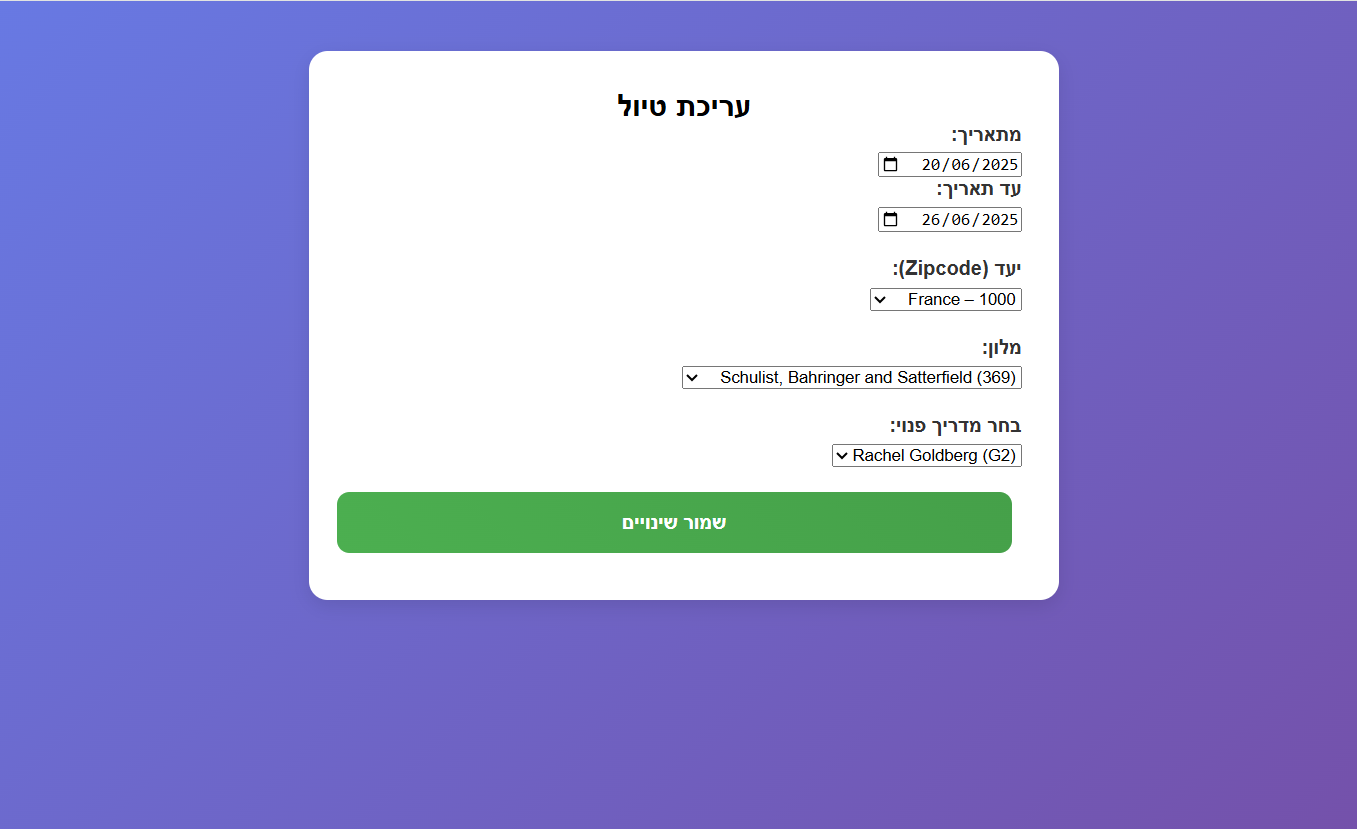 עריכת טיול
מתאריך:
20/06/2025
עד תאריך:
26/06/2025
יעד (Zipcode):
France – 1000
מלון:
Schulist, Bahringer and Satterfield (369)
בחר מדריך פנוי:
Rachel Goldberg (G2)
שמור שינויים